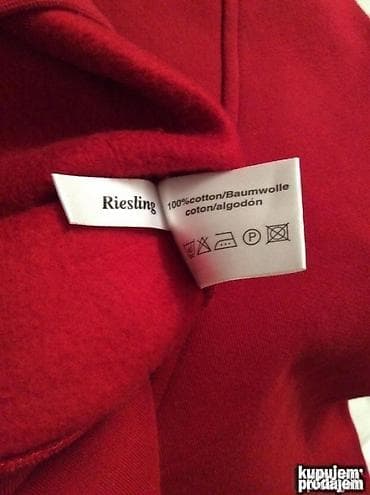 Riesling
100%cotton/Baumwolle
coton/algodón
P
kupujem
prodajem